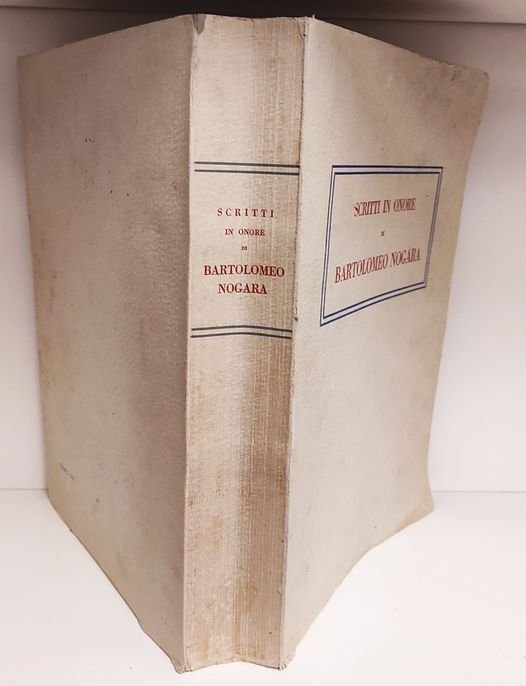 SCRITTI
IN ONORE
DI
BARTOLOMEO
NOGARA
SCRITTI IN ONORE
DI
BARTOLOMEO NOGARA